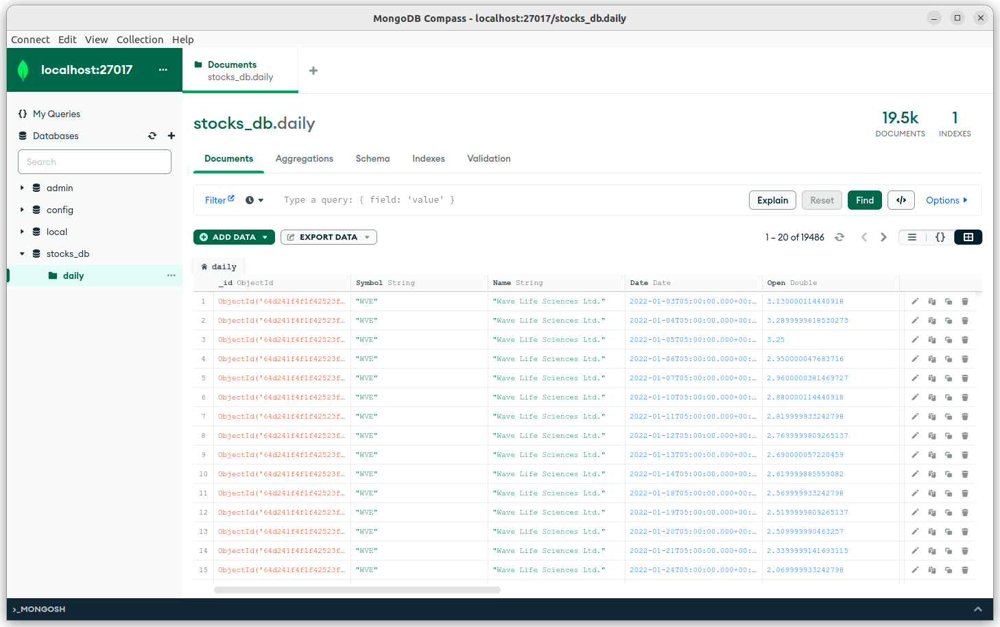 MongoDB Compass - localhost:27017/stocks_db.daily
Connect Edit View Collection Help
localhost:27017
Documents
stocks_db.daily
My Queries
Databases
Search
admin
config
local
stocks_db
daily
stocks_db.daily
19.5k
DOCUMENTS
1
INDEXES
Documents Aggregations Schema Indexes Validation
Filter Type a query: { field: 'value' } Explain Reset Find </> Options
ADD DATA EXPORT DATA 1 – 20 of 19486 {}
daily
_id ObjectId Symbol String Name String Date Date Open Double
1 ObjectId('64d241f4f1f42523f… "WVE" "Wave Life Sciences Ltd." 2022-01-03T05:00:00.000+00:… 3.130000114440918
2 ObjectId('64d241f4f1f42523f… "WVE" "Wave Life Sciences Ltd." 2022-01-04T05:00:00.000+00:… 3.2899999618530273
3 ObjectId('64d241f4f1f42523f… "WVE" "Wave Life Sciences Ltd." 2022-01-05T05:00:00.000+00:… 3.25
4 ObjectId('64d241f4f1f42523f… "WVE" "Wave Life Sciences Ltd." 2022-01-06T05:00:00.000+00:… 2.950000047683716
5 ObjectId('64d241f4f1f42523f… "WVE" "Wave Life Sciences Ltd." 2022-01-07T05:00:00.000+00:… 2.9600000381469727
6 ObjectId('64d241f4f1f42523f… "WVE" "Wave Life Sciences Ltd." 2022-01-10T05:00:00.000+00:… 2.880000114440918
7 ObjectId('64d241f4f1f42523f… "WVE" "Wave Life Sciences Ltd." 2022-01-11T05:00:00.000+00:… 2.819999933242798
8 ObjectId('64d241f4f1f42523f… "WVE" "Wave Life Sciences Ltd." 2022-01-12T05:00:00.000+00:… 2.7699999809265137
9 ObjectId('64d241f4f1f42523f… "WVE" "Wave Life Sciences Ltd." 2022-01-13T05:00:00.000+00:… 2.690000057220459
10 ObjectId('64d241f4f1f42523f… "WVE" "Wave Life Sciences Ltd." 2022-01-14T05:00:00.000+00:… 2.619999885559082
11 ObjectId('64d241f4f1f42523f… "WVE" "Wave Life Sciences Ltd." 2022-01-18T05:00:00.000+00:… 2.569999933242798
12 ObjectId('64d241f4f1f42523f… "WVE" "Wave Life Sciences Ltd." 2022-01-19T05:00:00.000+00:… 2.5199999809265137
13 ObjectId('64d241f4f1f42523f… "WVE" "Wave Life Sciences Ltd." 2022-01-20T05:00:00.000+00:… 2.509999990463257
14 ObjectId('64d241f4f1f42523f… "WVE" "Wave Life Sciences Ltd." 2022-01-21T05:00:00.000+00:… 2.3399999141693115
15 ObjectId('64d241f4f1f42523f… "WVE" "Wave Life Sciences Ltd." 2022-01-24T05:00:00.000+00:… 2.069999933242798
>_MONGOSH